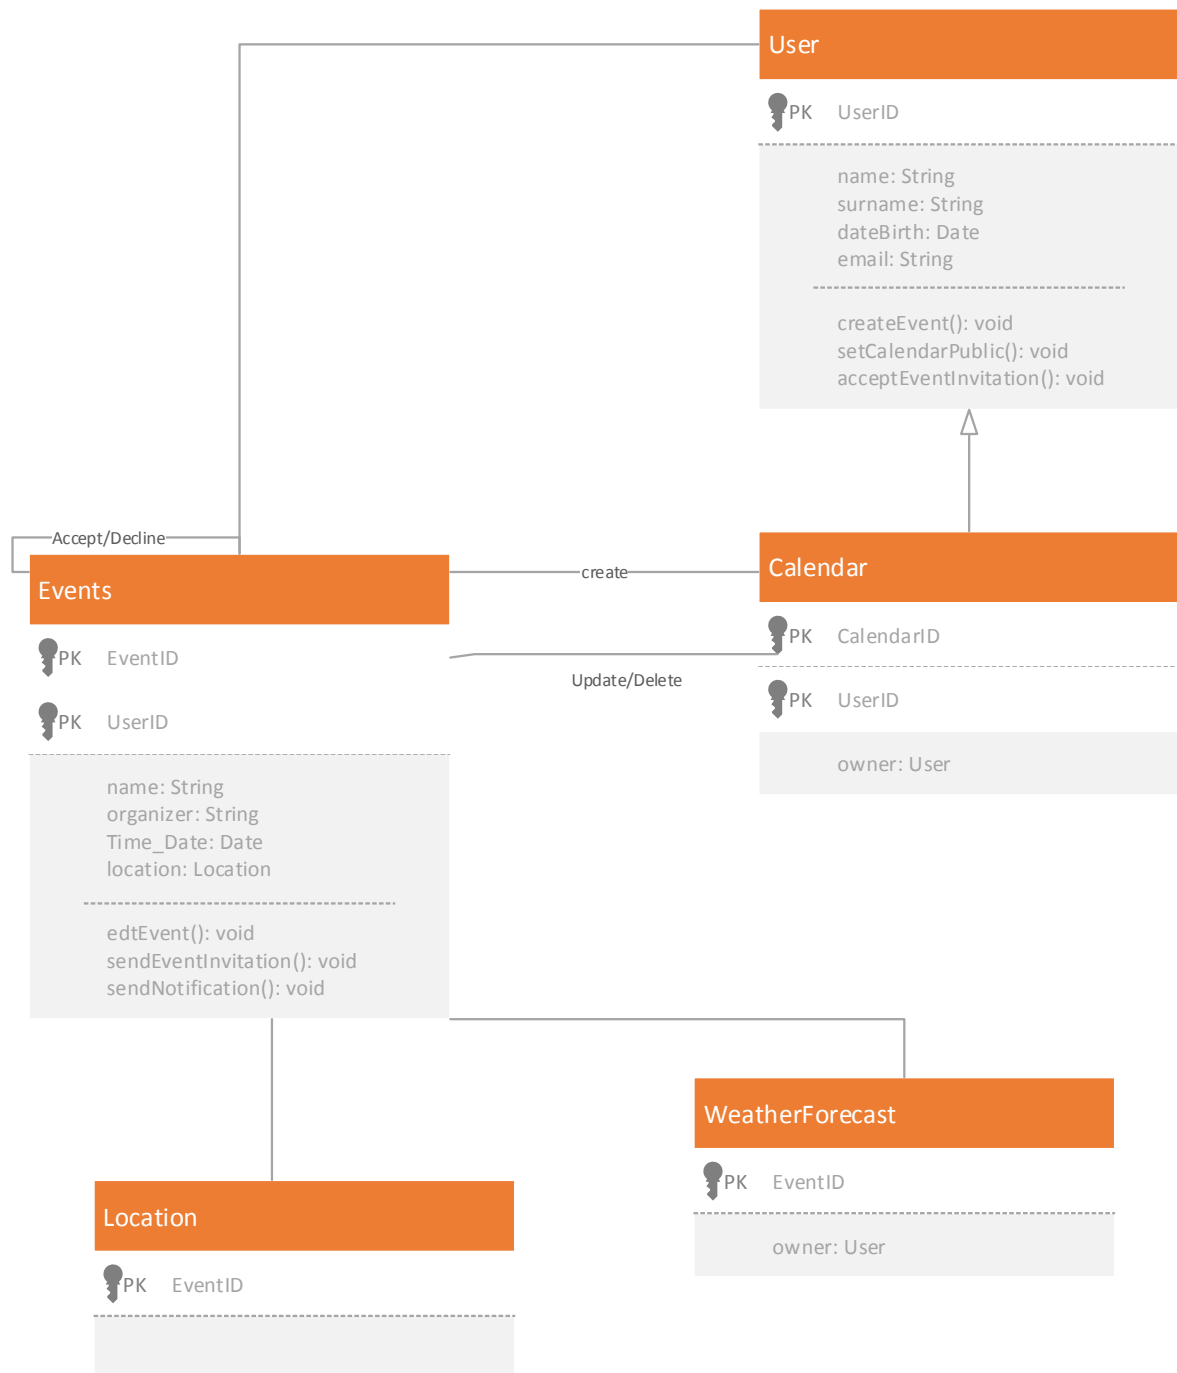 User
PK UserID
name: String
surname: String
dateBirth: Date
email: String
createEvent(): void
setCalendarPublic(): void
acceptEventInvitation(): void
Accept/Decline
create
Update/Delete
Events
PK EventID
PK UserID
name: String
organizer: String
Time_Date: Date
location: Location
edtEvent(): void
sendEventInvitation(): void
sendNotification(): void
Calendar
PK CalendarID
PK UserID
owner: User
WeatherForecast
PK EventID
owner: User
Location
PK EventID